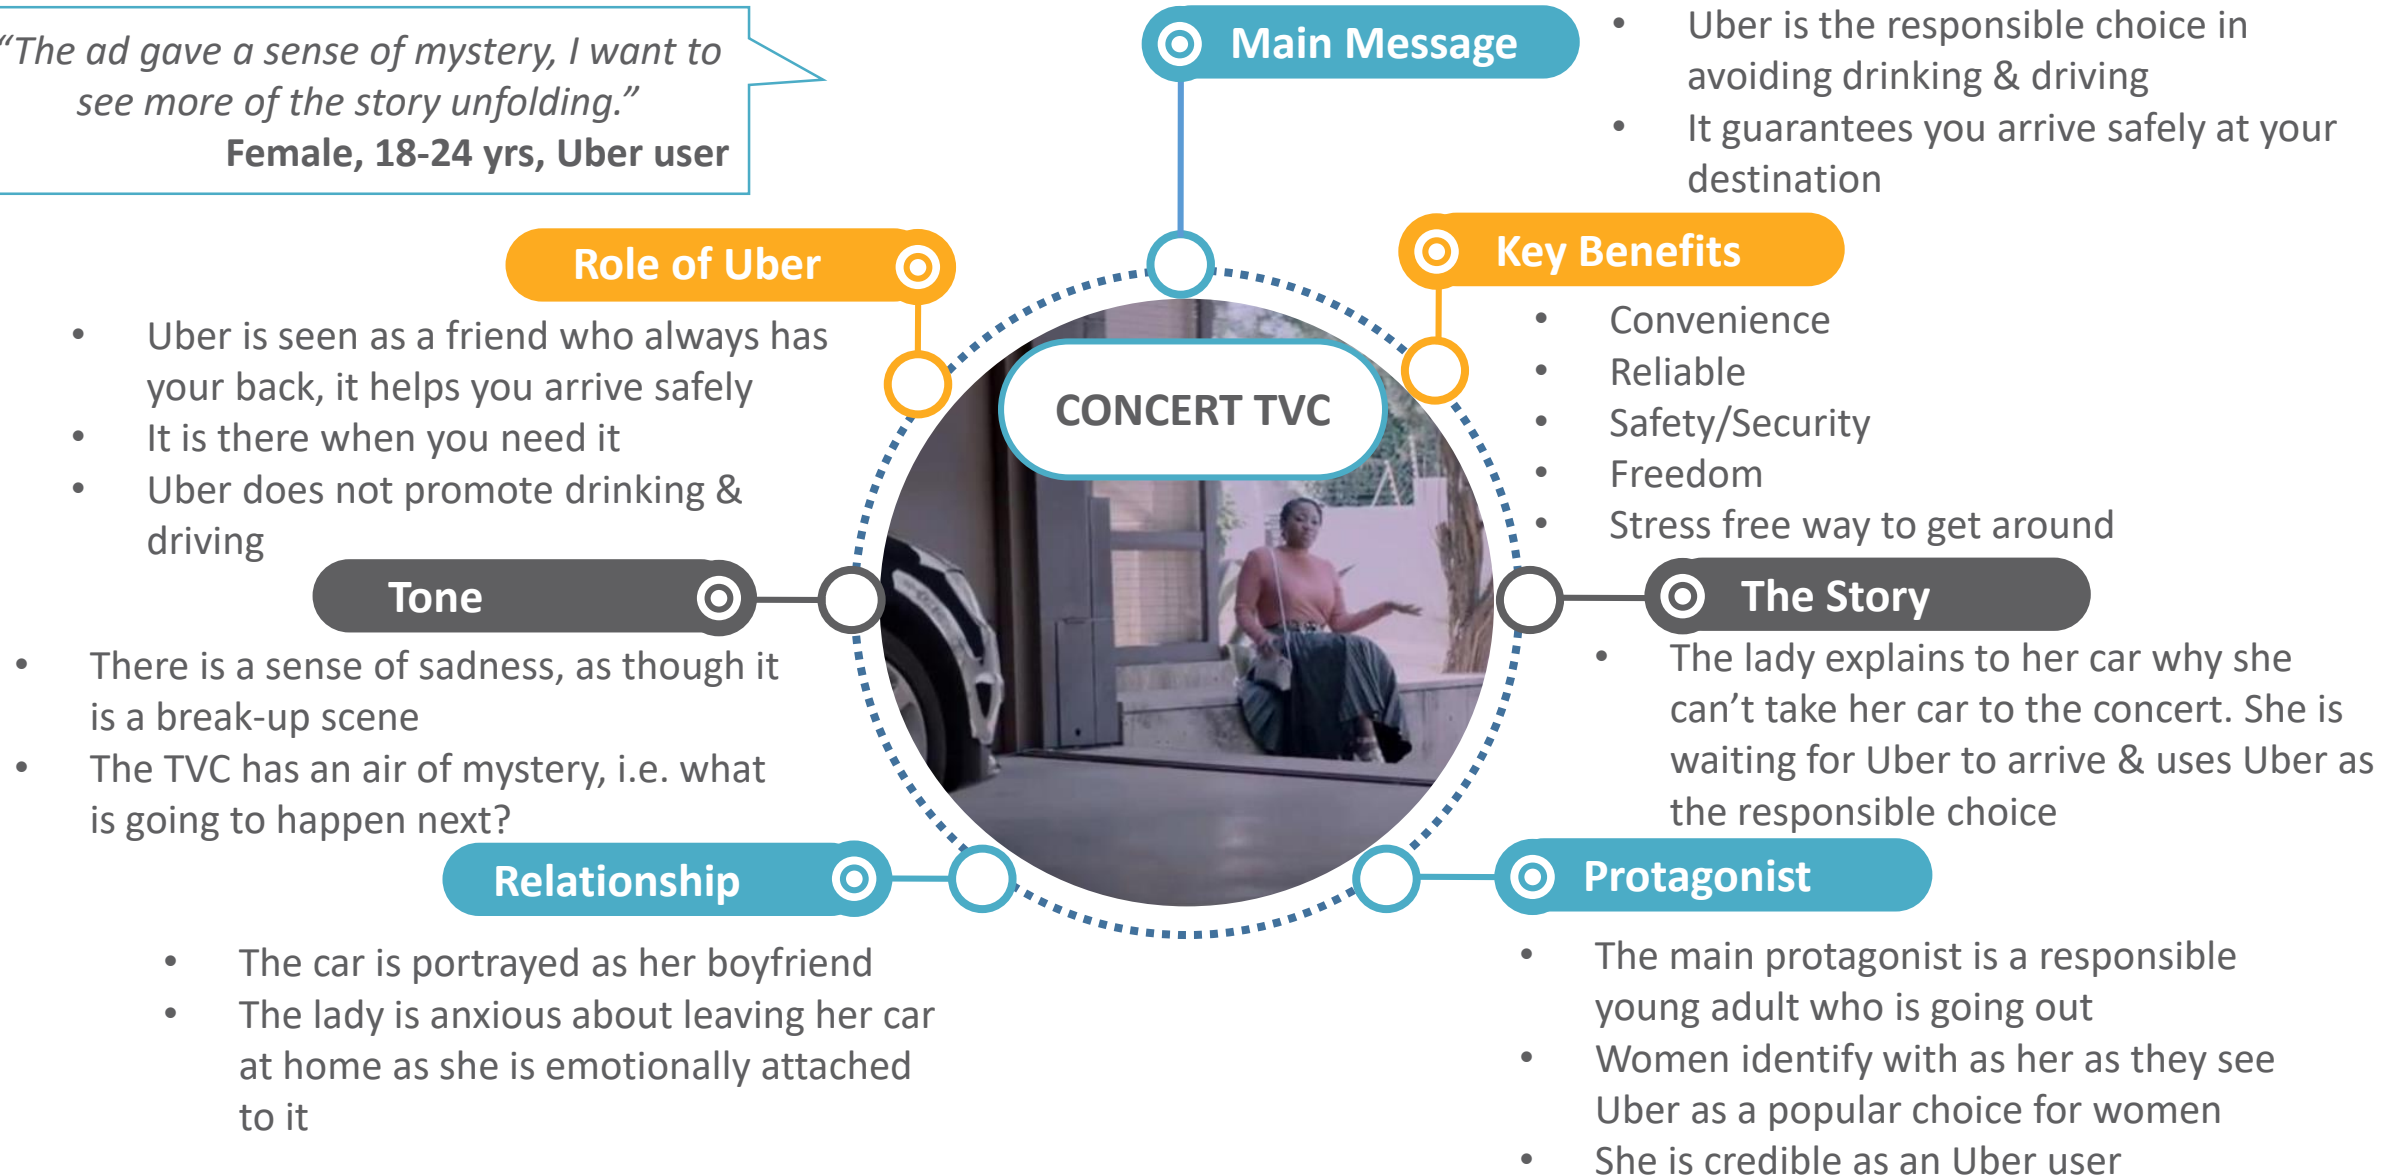 “The ad gave a sense of mystery, I want to
see more of the story unfolding.”
Female, 18-24 yrs, Uber user
Main Message
• Uber is the responsible choice in
avoiding drinking & driving
• It guarantees you arrive safely at your
destination
Role of Uber
• Uber is seen as a friend who always has
your back, it helps you arrive safely
• It is there when you need it
• Uber does not promote drinking &
driving
Key Benefits
• Convenience
• Reliable
• Safety/Security
• Freedom
• Stress free way to get around
CONCERT TVC
Tone
• There is a sense of sadness, as though it
is a break-up scene
• The TVC has an air of mystery, i.e. what
is going to happen next?
The Story
• The lady explains to her car why she
can’t take her car to the concert. She is
waiting for Uber to arrive & uses Uber as
the responsible choice
Relationship
• The car is portrayed as her boyfriend
• The lady is anxious about leaving her car
at home as she is emotionally attached
to it
Protagonist
• The main protagonist is a responsible
young adult who is going out
• Women identify with as her as they see
Uber as a popular choice for women
• She is credible as an Uber user